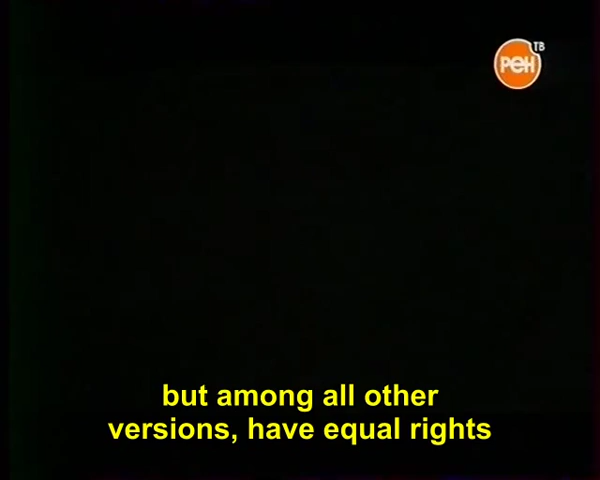 ТВ
РЕН
but among all other
versions, have equal rights